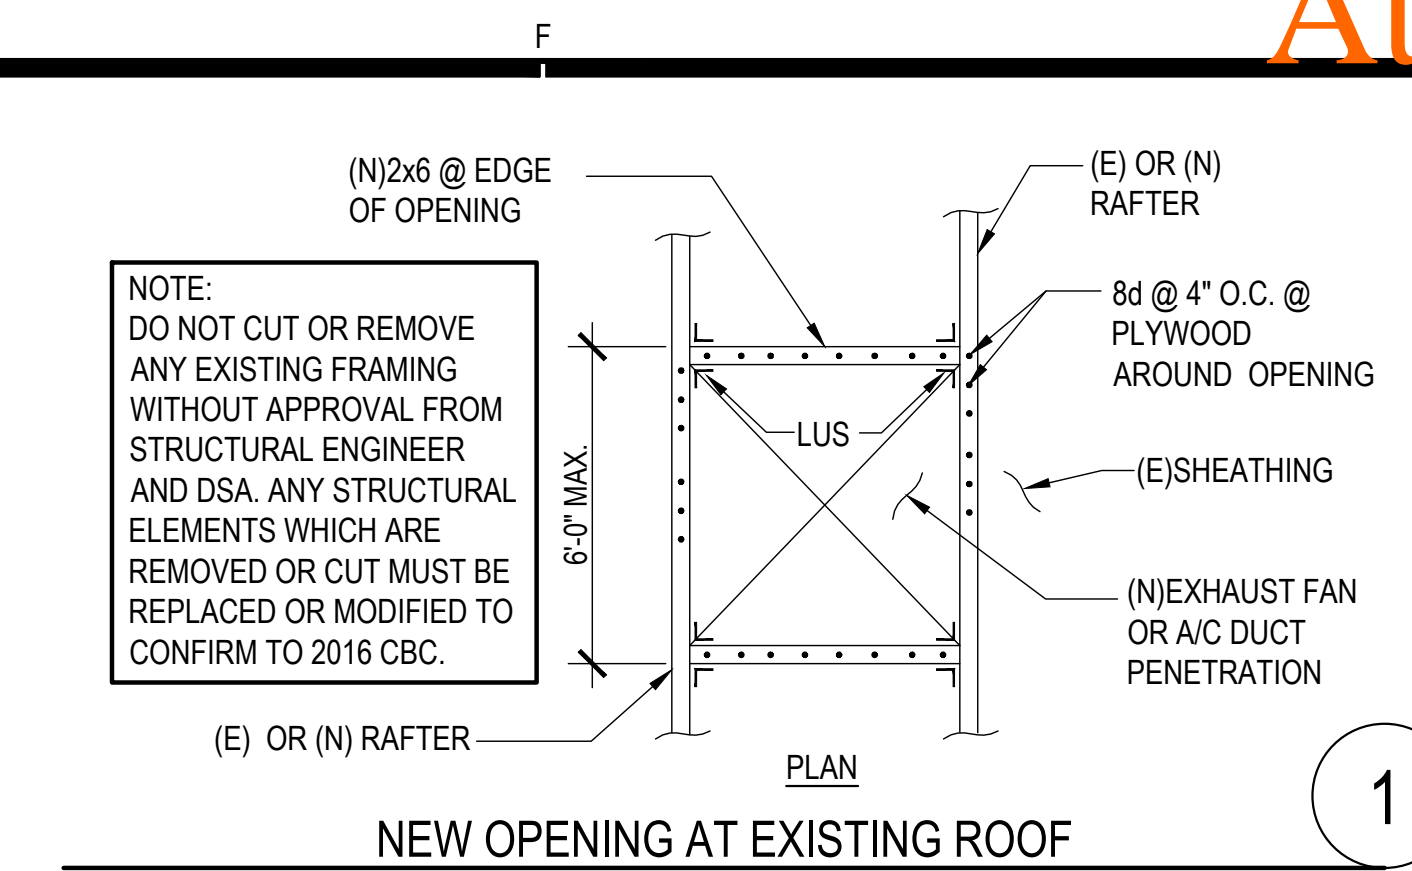 F
(N)2x6 @ EDGE
OF OPENING
(E) OR (N)
RAFTER
NOTE:
DO NOT CUT OR REMOVE
ANY EXISTING FRAMING
WITHOUT APPROVAL FROM
STRUCTURAL ENGINEER
AND DSA. ANY STRUCTURAL
ELEMENTS WHICH ARE
REMOVED OR CUT MUST BE
REPLACED OR MODIFIED TO
CONFIRM TO 2016 CBC.
8d @ 4" O.C. @
PLYWOOD
AROUND OPENING
LUS
6'-0" MAX.
(E)SHEATHING
(N)EXHAUST FAN
OR A/C DUCT
PENETRATION
(E) OR (N) RAFTER
PLAN
1
NEW OPENING AT EXISTING ROOF